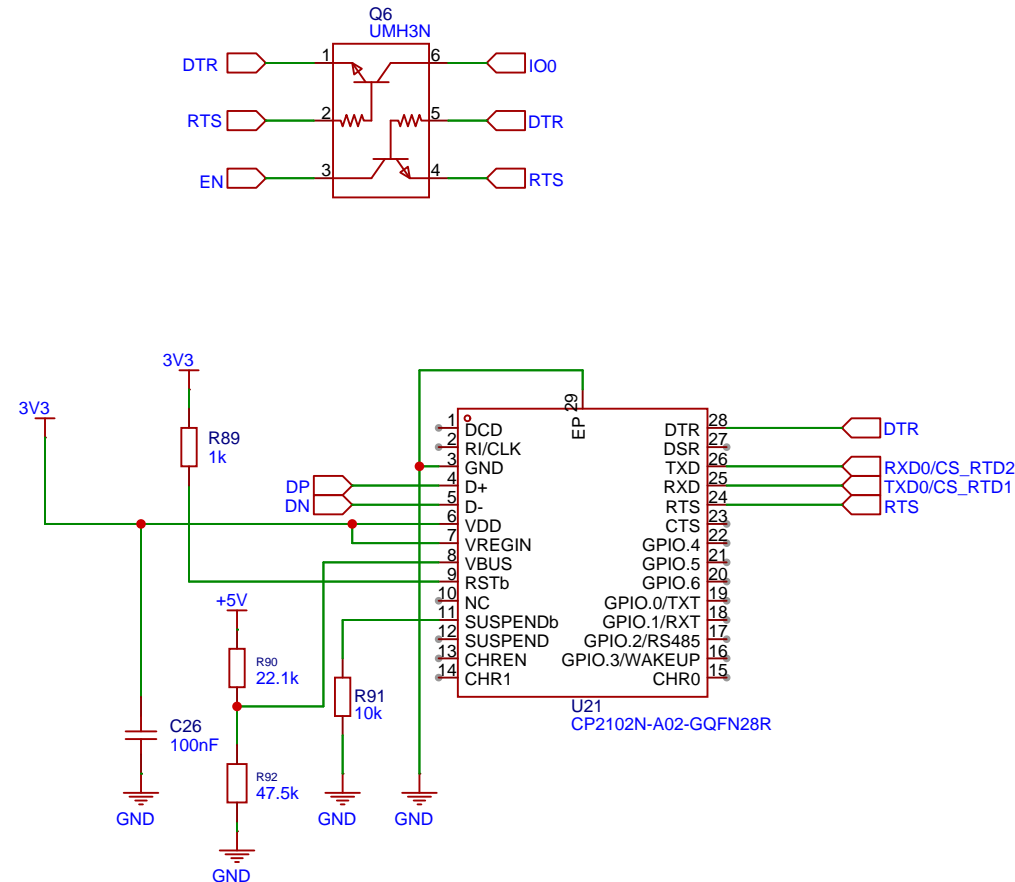 Q6
UMH3N
DTR 1 6 IO0
RTS 2 5 DTR
EN 3 4 RTS
3V3
3V3
R89
1k
EP 29
1 DCD DTR 28 DTR
2 RI/CLK DSR 27
3 GND TXD 26 RXD0/CS_RTD2
DP 4 D+ RXD 25 TXD0/CS_RTD1
DN 5 D- RTS 24 RTS
6 VDD CTS 23
7 VREGIN GPIO.4 22
8 VBUS GPIO.5 21
9 RSTb GPIO.6 20
10 NC GPIO.0/TXT 19
11 SUSPENDb GPIO.1/RXT 18
12 SUSPEND GPIO.2/RS485 17
13 CHREN GPIO.3/WAKEUP 16
14 CHR1 CHR0 15
U21
CP2102N-A02-GQFN28R
+5V
R90
22.1k
R91
10k
C26
100nF
R92
47.5k
GND
GND
GND
GND